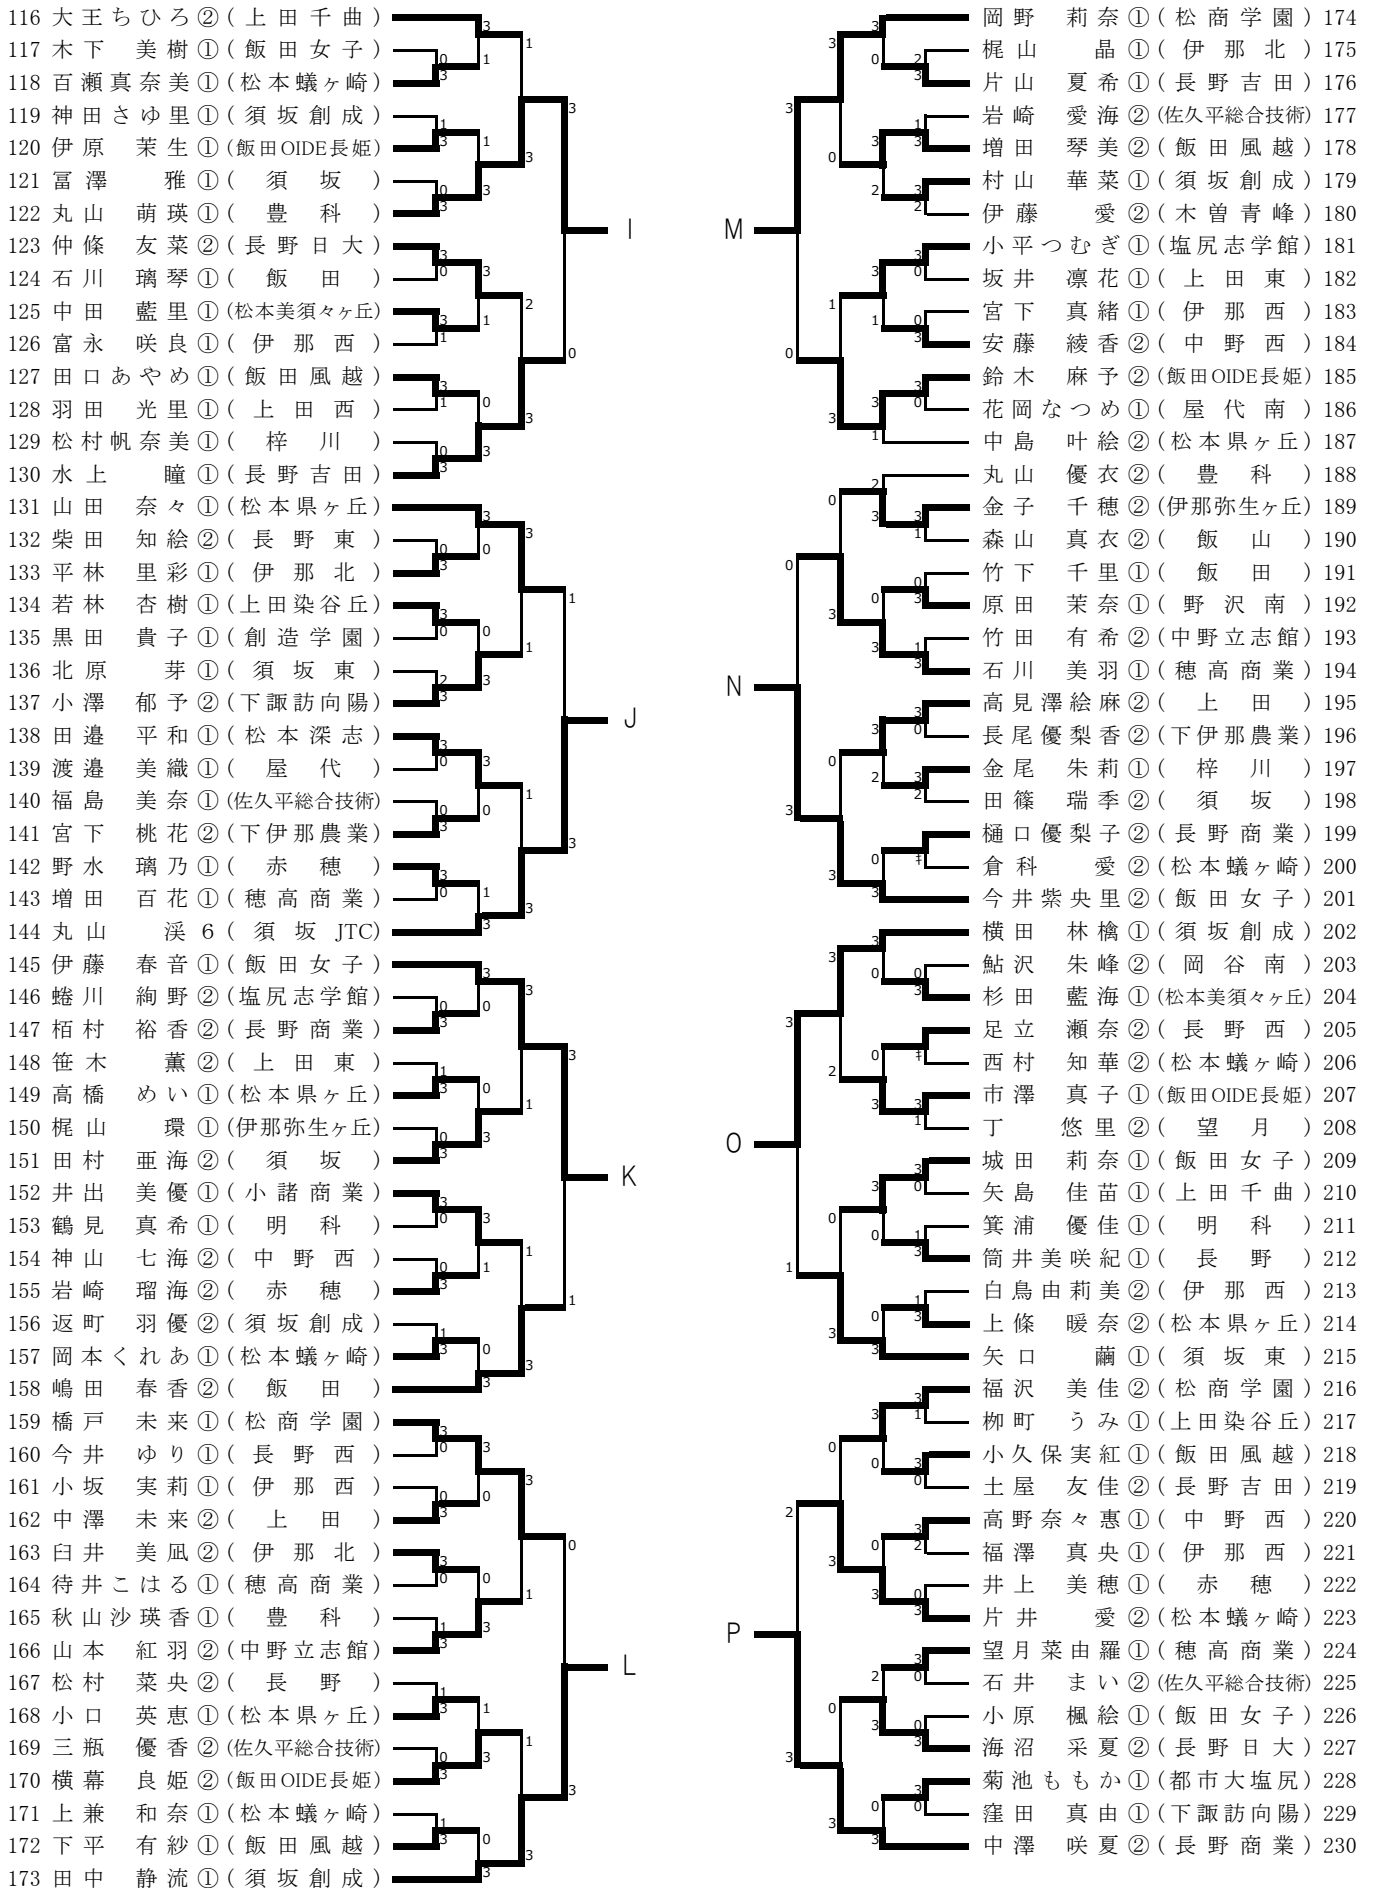 116 大王ちひろ②(上田千曲)
117 木下 美樹①(飯田女子)
118 百瀬真奈美①(松本蟻ヶ崎)
119 神田さゆ里①(須坂創成)
120 伊原 茉生①(飯田OIDE長姫)
121 冨澤 雅①(須坂)
122 丸山 萌瑛①(豊科)
123 仲條 友菜②(長野日大)
124 石川 璃琴①(飯田)
125 中田 藍里①(松本美須々ヶ丘)
126 富永 咲良①(伊那西)
127 田口あやめ①(飯田風越)
128 羽田 光里①(上田西)
129 松村帆奈美①(梓川)
130 水上 瞳①(長野吉田)
131 山田 奈々①(松本県ヶ丘)
132 柴田 知絵②(長野東)
133 平林 里彩①(伊那北)
134 若林 杏樹①(上田染谷丘)
135 黒田 貴子①(創造学園)
136 北原 芽①(須坂東)
137 小澤 郁予②(下諏訪向陽)
138 田邉 平和①(松本深志)
139 渡邉 美織①(屋代)
140 福島 美奈①(佐久平総合技術)
141 宮下 桃花②(下伊那農業)
142 野水 璃乃①(赤穂)
143 増田 百花①(穂高商業)
144 丸山 渓6(須坂JTC)
145 伊藤 春音①(飯田女子)
146 蜷川 絢野②(塩尻志学館)
147 栢村 裕香②(長野商業)
148 笹木 薫②(上田東)
149 高橋 めい①(松本県ヶ丘)
150 梶山 環①(伊那弥生ヶ丘)
151 田村 亜海②(須坂)
152 井出 美優①(小諸商業)
153 鶴見 真希①(明科)
154 神山 七海②(中野西)
155 岩崎 瑠海②(赤穂)
156 返町 羽優②(須坂創成)
157 岡本くれあ①(松本蟻ヶ崎)
158 嶋田 春香②(飯田)
159 橋戸 未来①(松商学園)
160 今井 ゆり①(長野西)
161 小坂 実莉①(伊那西)
162 中澤 未来②(上田)
163 臼井 美凪②(伊那北)
164 待井こはる①(穂高商業)
165 秋山沙瑛香①(豊科)
166 山本 紅羽②(中野立志館)
167 松村 菜央②(長野)
168 小口 英恵①(松本県ヶ丘)
169 三瓶 優香②(佐久平総合技術)
170 横幕 良姫②(飯田OIDE長姫)
171 上兼 和奈①(松本蟻ヶ崎)
172 下平 有紗①(飯田風越)
173 田中 静流①(須坂創成)
I
J
K
L
M
N
O
P
岡野 莉奈①(松商学園)174
梶山 晶①(伊那北)175
片山 夏希①(長野吉田)176
岩崎 愛海②(佐久平総合技術)177
増田 琴美②(飯田風越)178
村山 華菜①(須坂創成)179
伊藤 愛②(木曽青峰)180
小平つむぎ①(塩尻志学館)181
坂井 凛花①(上田東)182
宮下 真緒①(伊那西)183
安藤 綾香②(中野西)184
鈴木 麻予②(飯田OIDE長姫)185
花岡なつめ①(屋代南)186
中島 叶絵②(松本県ヶ丘)187
丸山 優衣②(豊科)188
金子 千穂②(伊那弥生ヶ丘)189
森山 真衣②(飯山)190
竹下 千里①(飯田)191
原田 茉奈①(野沢南)192
竹田 有希②(中野立志館)193
石川 美羽①(穂高商業)194
高見澤絵麻②(上田)195
長尾優梨香②(下伊那農業)196
金尾 朱莉①(梓川)197
田篠 瑞季②(須坂)198
樋口優梨子②(長野商業)199
倉科 愛②(松本蟻ヶ崎)200
今井紫央里②(飯田女子)201
横田 林檎①(須坂創成)202
鮎沢 朱峰②(岡谷南)203
杉田 藍海①(松本美須々ヶ丘)204
足立 瀬奈②(長野西)205
西村 知華②(松本蟻ヶ崎)206
市澤 真子①(飯田OIDE長姫)207
丁 悠里②(望月)208
城田 莉奈①(飯田女子)209
矢島 佳苗①(上田千曲)210
箕浦 優佳①(明科)211
筒井美咲紀①(長野)212
白鳥由莉美②(伊那西)213
上條 暖奈②(松本県ヶ丘)214
矢口 繭①(須坂東)215
福沢 美佳②(松商学園)216
栁町 うみ①(上田染谷丘)217
小久保実紅①(飯田風越)218
土屋 友佳②(長野吉田)219
高野奈々惠①(中野西)220
福澤 真央①(伊那西)221
井上 美穂①(赤穂)222
片井 愛②(松本蟻ヶ崎)223
望月菜由羅①(穂高商業)224
石井 まい②(佐久平総合技術)225
小原 楓絵①(飯田女子)226
海沼 采夏②(長野日大)227
菊池ももか①(都市大塩尻)228
窪田 真由①(下諏訪向陽)229
中澤 咲夏②(長野商業)230